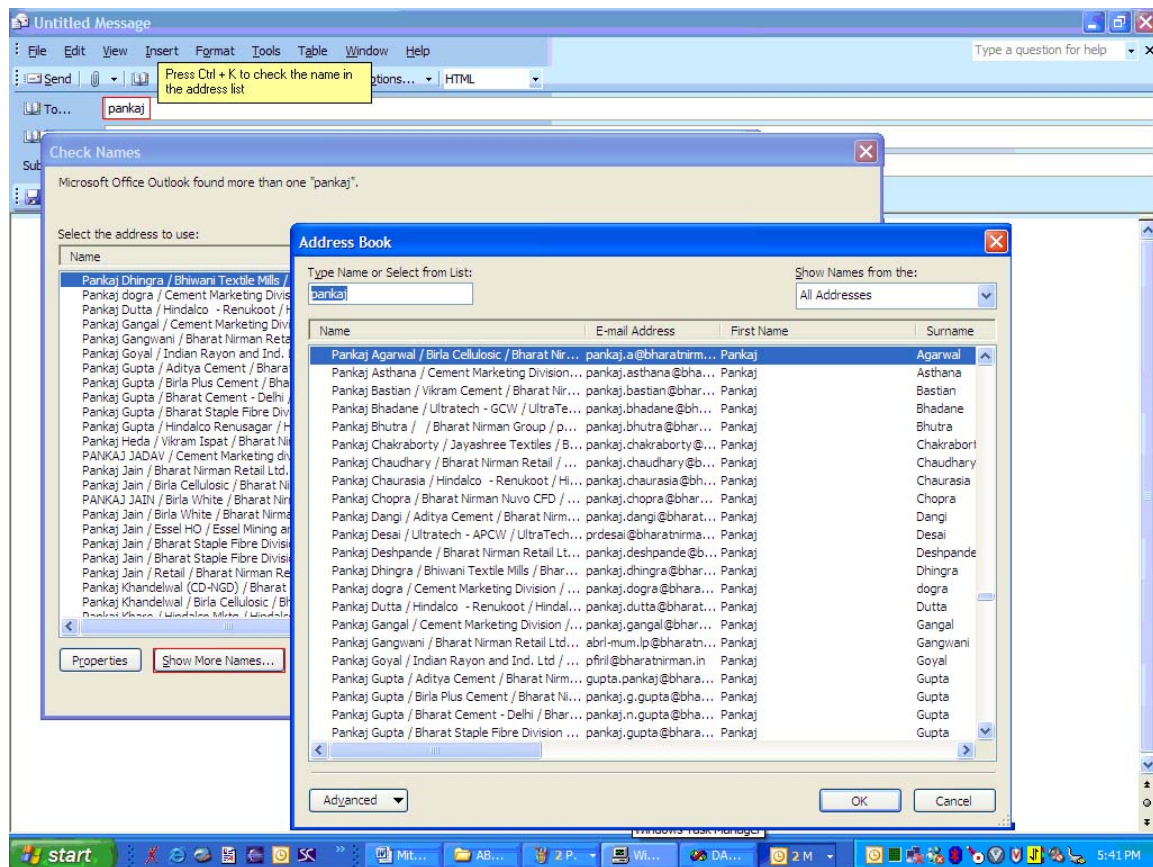 Untitled Message
File Edit View Insert Format Tools Table Window Help
Type a question for help
Send
Press Ctrl + K to check the name in
the address list
ptions...
HTML
To...
pankaj
Sub
Check Names
Microsoft Office Outlook found more than one "pankaj".
Select the address to use:
Name
Pankaj Dhingra / Bhiwani Textile Mills /
Pankaj dogra / Cement Marketing Divis
Pankaj Dutta / Hindalco - Renukoot / H
Pankaj Gangal / Cement Marketing Divi
Pankaj Gangwani / Bharat Nirman Reta
Pankaj Goyal / Indian Rayon and Ind. L
Pankaj Gupta / Aditya Cement / Bhara
Pankaj Gupta / Birla Plus Cement / Bha
Pankaj Gupta / Bharat Cement - Delhi /
Pankaj Gupta / Bharat Staple Fibre Div
Pankaj Gupta / Hindalco Renusagar / H
Pankaj Heda / Vikram Ispat / Bharat Ni
PANKAJ JADAV / Cement Marketing div
Pankaj Jain / Bharat Nirman Retail Ltd.
Pankaj Jain / Birla Cellulosic / Bharat Ni
PANKAJ JAIN / Birla White / Bharat Nir
Pankaj Jain / Birla White / Bharat Nirma
Pankaj Jain / Essel HO / Essel Mining ar
Pankaj Jain / Bharat Staple Fibre Divisi
Pankaj Jain / Bharat Staple Fibre Divisi
Pankaj Jain / Retail / Bharat Nirman Re
Pankaj Khandelwal (CD-NGD) / Bharat
Pankaj Khandelwal / Birla Cellulosic / Bh
Pankaj Khare / Hindalco Mktg / Hindalc
Properties
Show More Names...
Address Book
Type Name or Select from List:
Show Names from the:
pankaj
All Addresses
Name E-mail Address First Name Surname
Pankaj Agarwal / Birla Cellulosic / Bharat Nir... pankaj.a@bharatnirm... Pankaj Agarwal
Pankaj Asthana / Cement Marketing Division... pankaj.asthana@bha... Pankaj Asthana
Pankaj Bastian / Vikram Cement / Bharat Nir... pankaj.bastian@bhar... Pankaj Bastian
Pankaj Bhadane / Ultratech - GCW / UltraTe... pankaj.bhadane@bh... Pankaj Bhadane
Pankaj Bhutra / / Bharat Nirman Group / p... pankaj.bhutra@bhar... Pankaj Bhutra
Pankaj Chakraborty / Jayashree Textiles / B... pankaj.chakraborty@... Pankaj Chakrabort
Pankaj Chaudhary / Bharat Nirman Retail / ... pankaj.chaudhary@b... Pankaj Chaudhary
Pankaj Chaurasia / Hindalco - Renukoot / Hi... pankaj.chaurasia@bh... Pankaj Chaurasia
Pankaj Chopra / Bharat Nirman Nuvo CFD / ... pankaj.chopra@bhar... Pankaj Chopra
Pankaj Dangi / Aditya Cement / Bharat Nirm... pankaj.dangi@bharat... Pankaj Dangi
Pankaj Desai / Ultratech - APCW / UltraTech... prdesai@bharatnirma... Pankaj Desai
Pankaj Deshpande / Bharat Nirman Retail Lt... pankaj.deshpande@b... Pankaj Deshpande
Pankaj Dhingra / Bhiwani Textile Mills / Bhar... pankaj.dhingra@bhar... Pankaj Dhingra
Pankaj dogra / Cement Marketing Division / ... pankaj.dogra@bhara... Pankaj dogra
Pankaj Dutta / Hindalco - Renukoot / Hindal... pankaj.dutta@bharat... Pankaj Dutta
Pankaj Gangal / Cement Marketing Division /... pankaj.gangal@bhar... Pankaj Gangal
Pankaj Gangwani / Bharat Nirman Retail Ltd... abrl-mum.lp@bharatn... Pankaj Gangwani
Pankaj Goyal / Indian Rayon and Ind. Ltd / ... pfiril@bharatnirman.in Pankaj Goyal
Pankaj Gupta / Aditya Cement / Bharat Nirm... gupta.pankaj@bhara... Pankaj Gupta
Pankaj Gupta / Birla Plus Cement / Bharat Ni... pankaj.g.gupta@bha... Pankaj Gupta
Pankaj Gupta / Bharat Cement - Delhi / Bhar... pankaj.n.gupta@bha... Pankaj Gupta
Pankaj Gupta / Bharat Staple Fibre Division ... pankaj.gupta@bhara... Pankaj Gupta
Advanced
OK
Cancel
Windows Task Manager
start
Mit...
AB...
2 P.
Wi...
DA...
2 M
5:41 PM